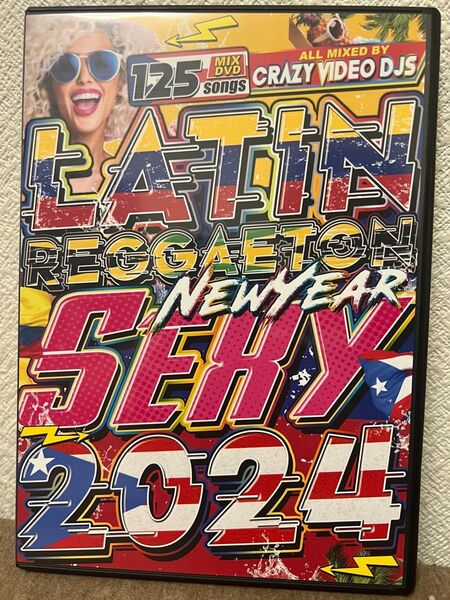 125 MIX DVD songs
ALL MIXED BY
CRAZY VIDEO DJS
LATIN
REGGAETON
NEW YEAR
SEXY
2024